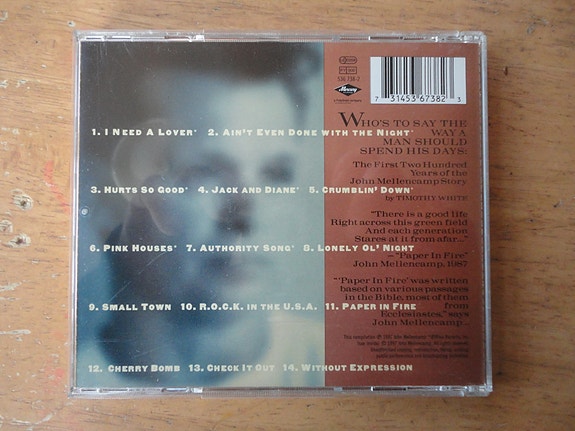 536 738-2
Mercury
7 31453 67382 3
1. I Need A Lover* 2. Ain't Even Done with the Night*
3. Hurts So Good* 4. Jack and Diane* 5. Crumblin' Down*
6. Pink Houses* 7. Authority Song* 8. Lonely Ol' Night
9. Small Town 10. R.O.C.K. in the U.S.A. 11. Paper in Fire
12. Cherry Bomb 13. Check It Out 14. Without Expression
Who's to say the
way a
man should
spend his days:
The First Two Hundred
Years of the
John Mellencamp Story
by Timothy White
"There is a good life
Right across this green field
And each generation
Stares at it from afar..."
– "Paper In Fire"
John Mellencamp, 1987
"'Paper In Fire' was written
based on various passages
in the Bible, most of them
from
Ecclesiastes," says
John Mellencamp...